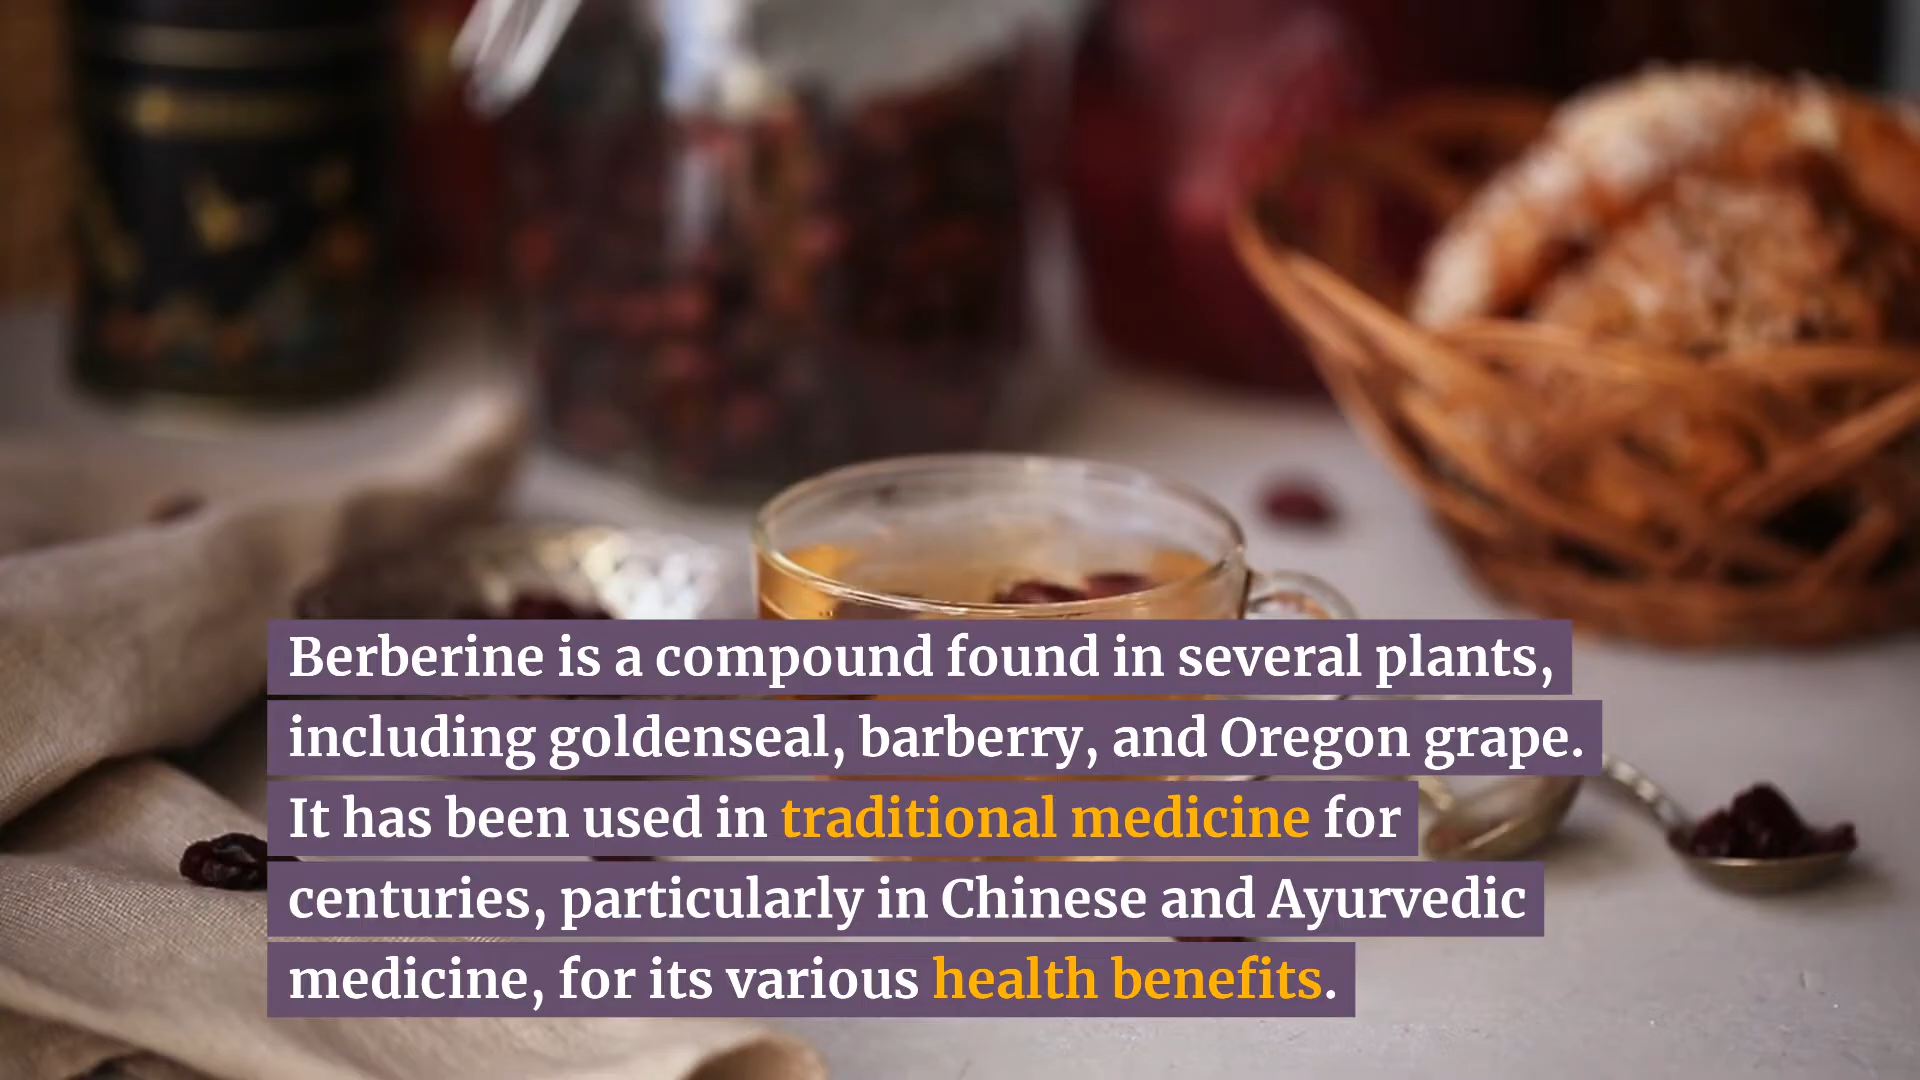 Berberine is a compound found in several plants,
including goldenseal, barberry, and Oregon grape.
It has been used in traditional medicine for
centuries, particularly in Chinese and Ayurvedic
medicine, for its various health benefits.